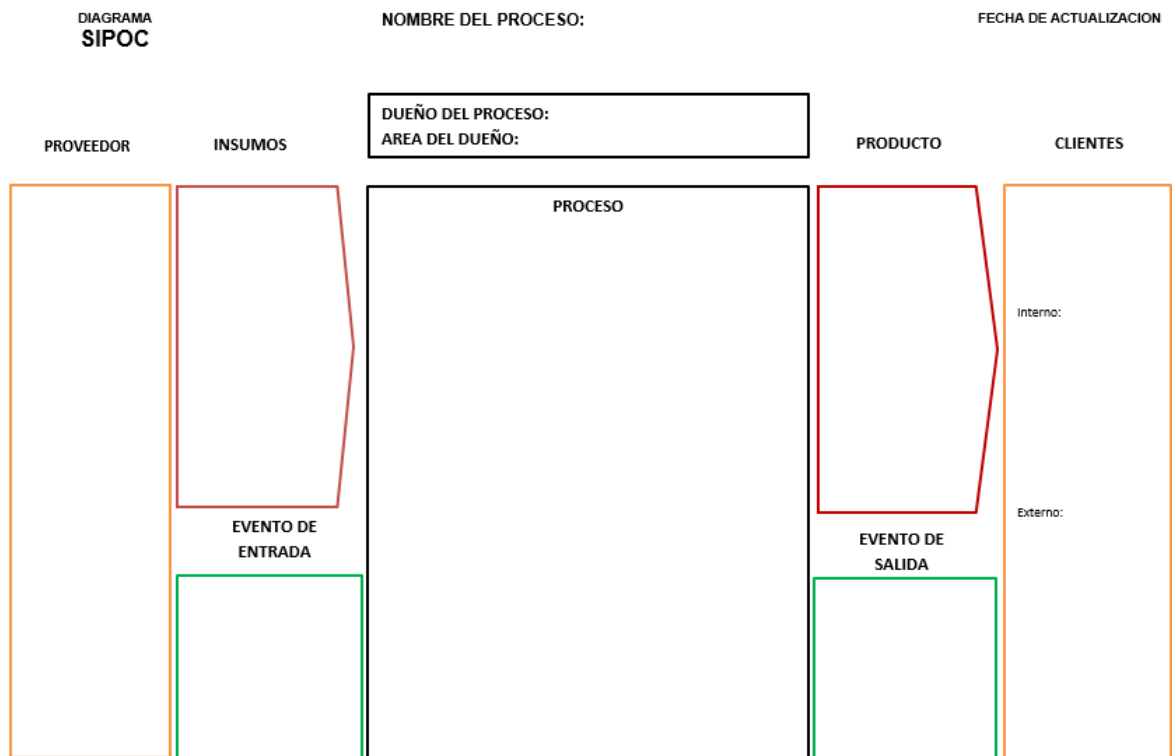 DIAGRAMA
SIPOC
NOMBRE DEL PROCESO:
FECHA DE ACTUALIZACION
DUEÑO DEL PROCESO:
AREA DEL DUEÑO:
PROVEEDOR
INSUMOS
PRODUCTO
CLIENTES
PROCESO
Interno:
Externo:
EVENTO DE
ENTRADA
EVENTO DE
SALIDA